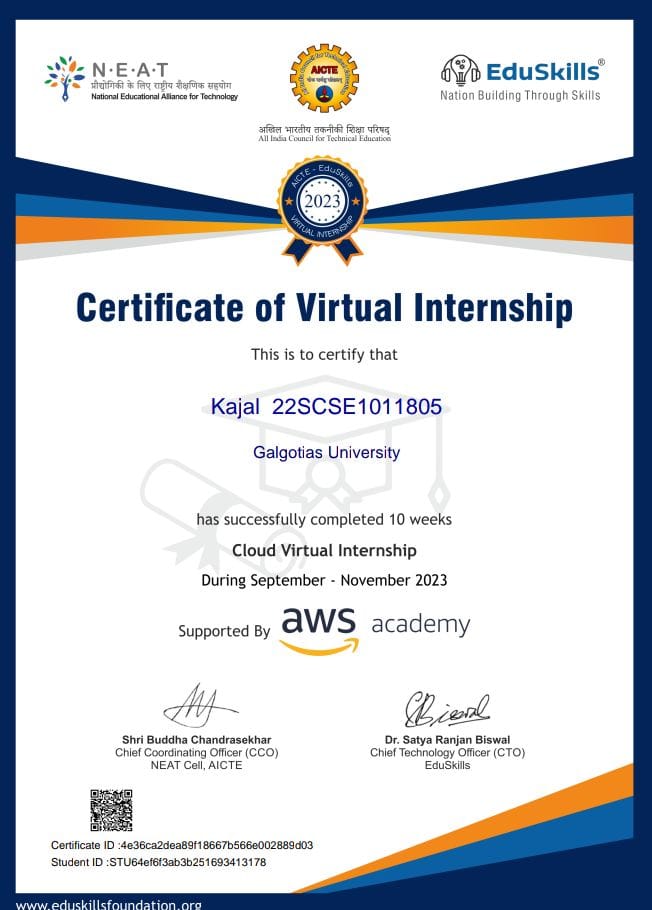 N·E·A·T
प्रौद्योगिकी के लिए राष्ट्रीय शैक्षणिक सहयोग
National Educational Alliance for Technology
AICTE
अखिल भारतीय तकनीकी शिक्षा परिषद्
All India Council for Technical Education
EduSkills®
Nation Building Through Skills
AICTE - EduSkills
2023
VIRTUAL INTERNSHIP
Certificate of Virtual Internship
This is to certify that
Kajal 22SCSE1011805
Galgotias University
has successfully completed 10 weeks
Cloud Virtual Internship
During September - November 2023
Supported By aws academy
Shri Buddha Chandrasekhar
Chief Coordinating Officer (CCO)
NEAT Cell, AICTE
Dr. Satya Ranjan Biswal
Chief Technology Officer (CTO)
EduSkills
Certificate ID :4e36ca2dea89f18667b566e002889d03
Student ID :STU64ef6f3ab3b251693413178
www.eduskillsfoundation.org